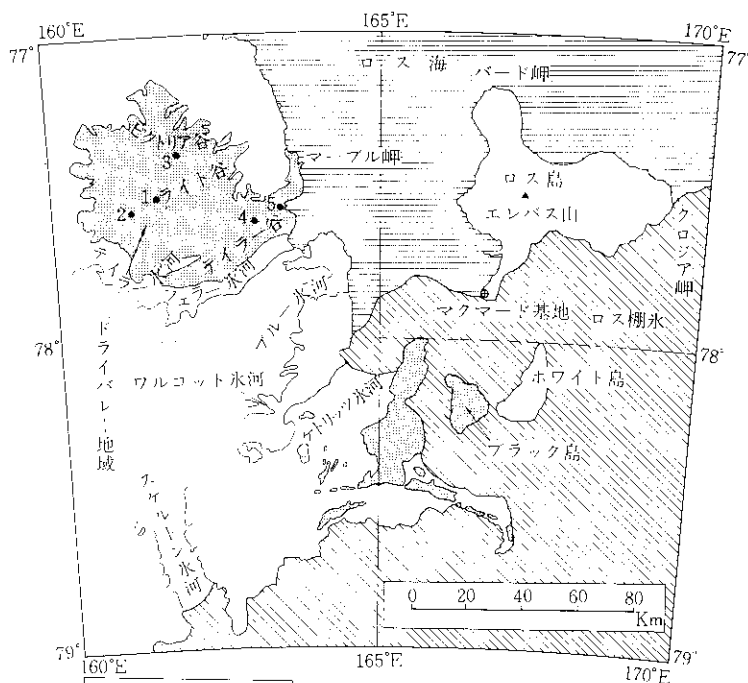 160°E
165°E
170°E
77°
77°
ロス海
バード岬
ビクトリア谷
マーブル岬
3
ロス島
1
ライト谷
エレバス山
2
4
5
テイラー谷
クロジア岬
テイラー氷河
フェラー氷河
マクマード基地
ロス棚氷
ブルー氷河
78°
78°
ドライバレー地域
ワルコット氷河
ホワイト島
ケトリッツ氷河
ブラック島
スケルトン氷河
0 20 40 60 80
Km
79°
79°
160°E
165°E
170°E